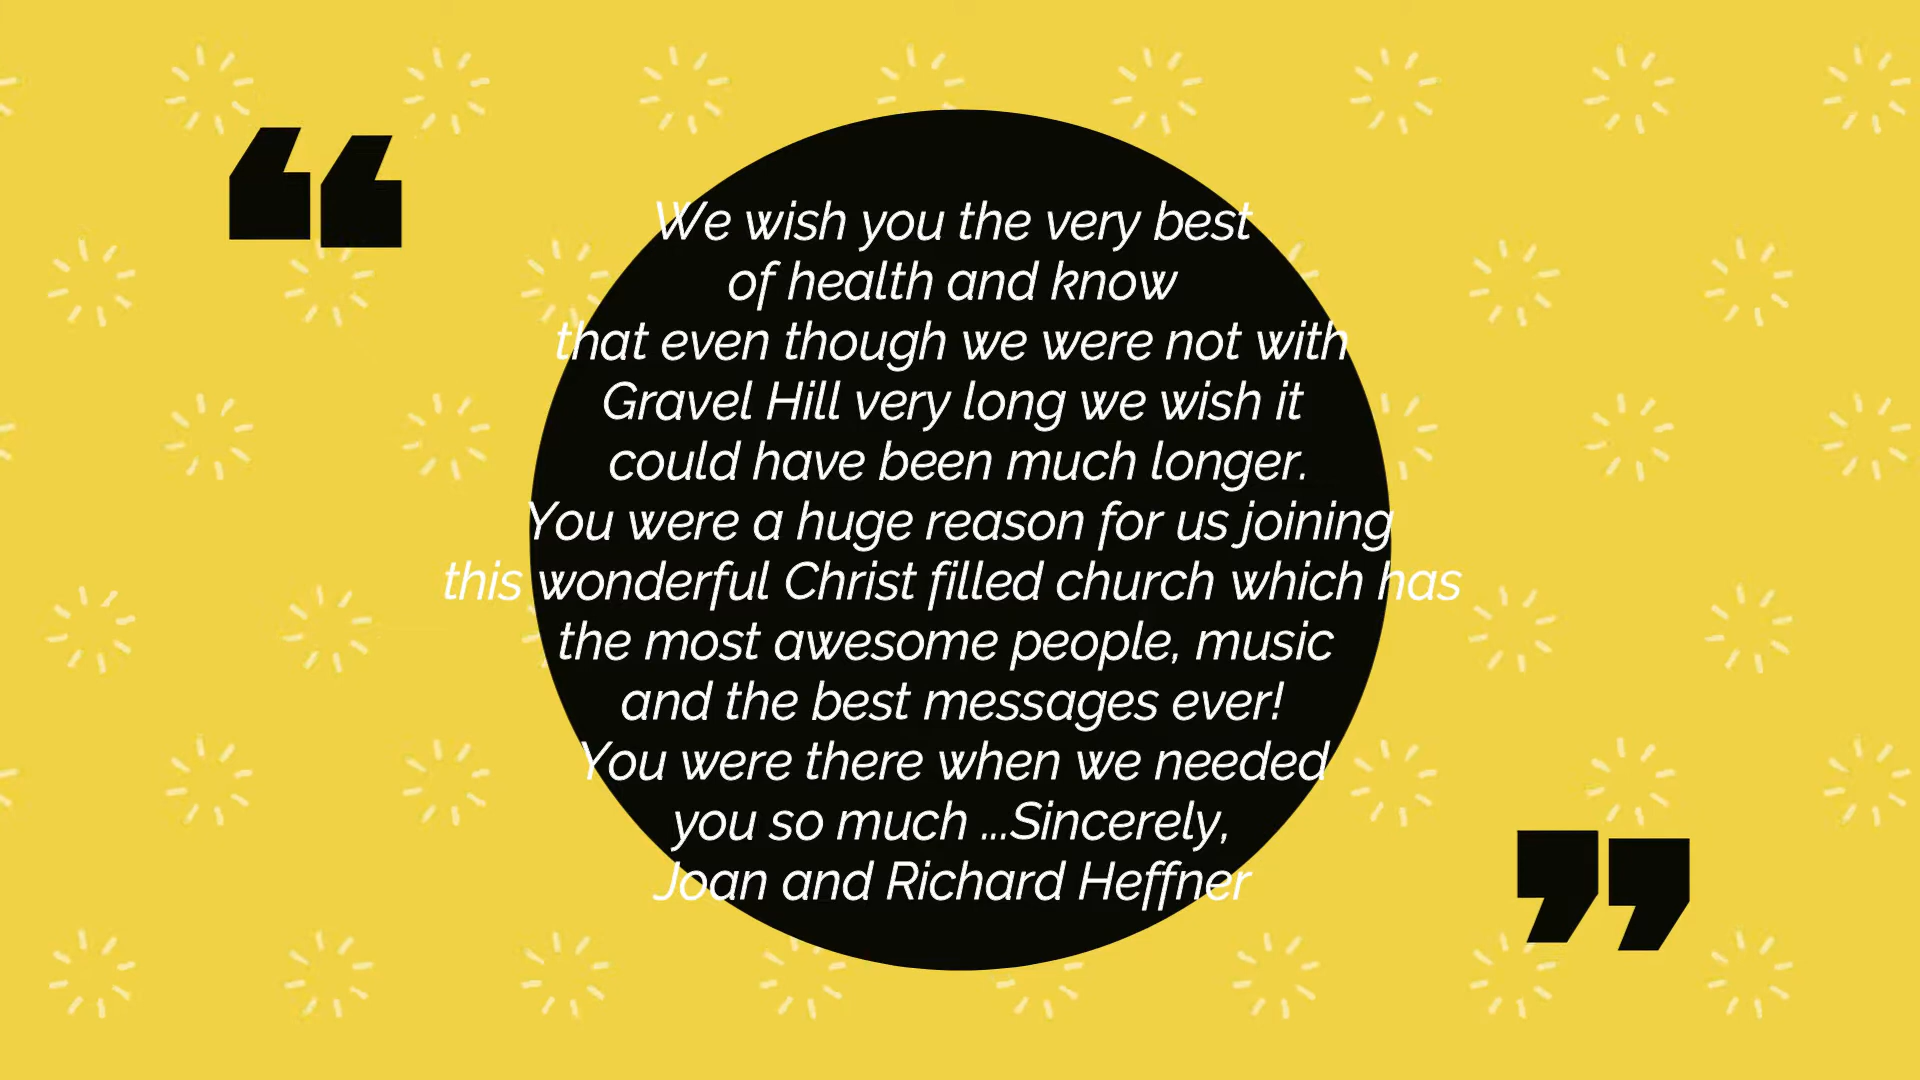 “
We wish you the very best
of health and know
that even though we were not with
Gravel Hill very long we wish it
could have been much longer.
You were a huge reason for us joining
this wonderful Christ filled church which has
the most awesome people, music
and the best messages ever!
You were there when we needed
you so much ...Sincerely,
Joan and Richard Heffner
”